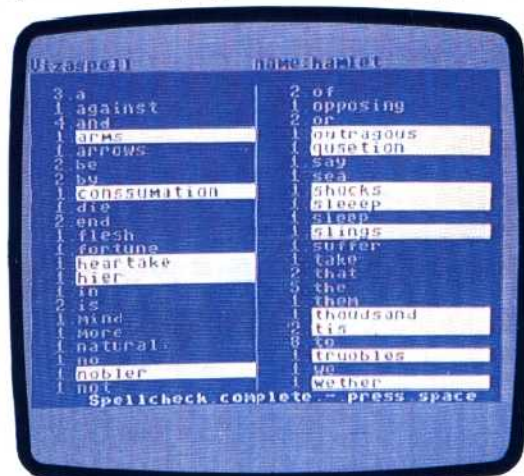 Vizaspell name:hamlet
3 a
1 against
4 and
1 arms
1 arrows
2 be
2 by
1 conssumation
1 die
2 end
1 flesh
1 fortune
1 heartake
1 hier
1 in
2 is
1 mind
1 more
1 natural
1 no
1 nobler
1 not
2 of
1 opposing
2 or
1 outragous
1 qusetion
1 say
1 sea
1 shocks
1 sleeep
1 sleep
1 slings
1 suffer
1 take
2 that
5 the
1 them
1 thoudsand
2 tis
8 to
1 truobles
1 we
1 wether
Spellcheck complete - press space